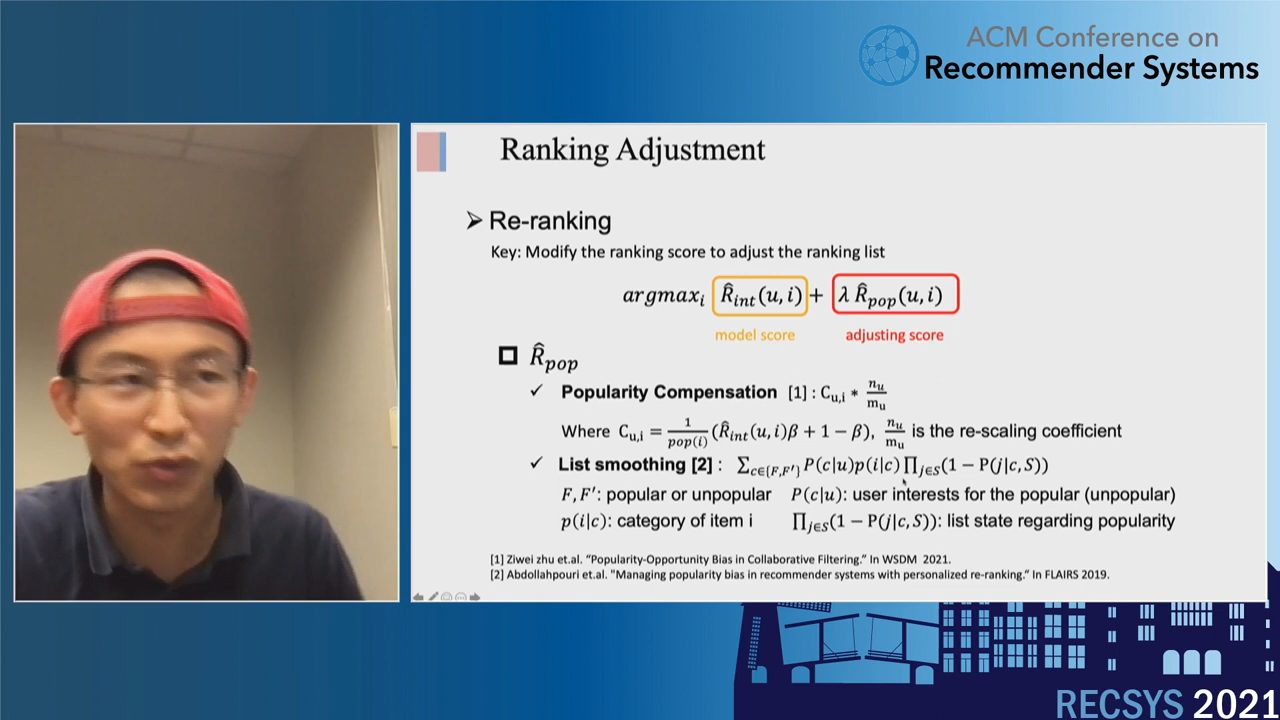 ACM Conference on
Recommender Systems
Ranking Adjustment
➢ Re-ranking
Key: Modify the ranking score to adjust the ranking list
argmaxᵢ R̂_int(u, i) + λ R̂_pop(u, i)
model score adjusting score
R̂_pop
✓ Popularity Compensation [1] : C_u,i * n_u/m_u
Where C_u,i = 1/pop(i) (R̂_int(u, i)β + 1 − β), n_u/m_u is the re-scaling coefficient
✓ List smoothing [2] : ∑_c∈{F,F′} P(c|u)p(i|c) ∏_j∈S(1 − P(j|c, S))
F, F′: popular or unpopular P(c|u): user interests for the popular (unpopular)
p(i|c): category of item i ∏_j∈S(1 − P(j|c, S)): list state regarding popularity
[1] Ziwei zhu et.al. “Popularity-Opportunity Bias in Collaborative Filtering.” In WSDM 2021.
[2] Abdollahpouri et.al. "Managing popularity bias in recommender systems with personalized re-ranking.” In FLAIRS 2019.
RECSYS 2021